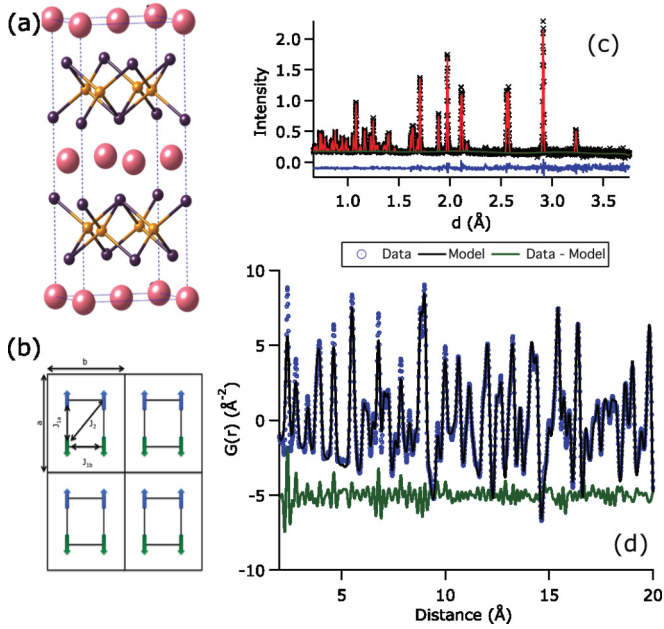 (a)
(b)
b
a
J1a
J2
J1b
(c)
2.0
1.5
1.0
0.5
0.0
Intensity
1.0
1.5
2.0
2.5
3.0
3.5
d (Å)
Data
Model
Data - Model
10
5
0
-5
-10
G(r) (Å-2)
5
10
15
20
Distance (Å)
(d)